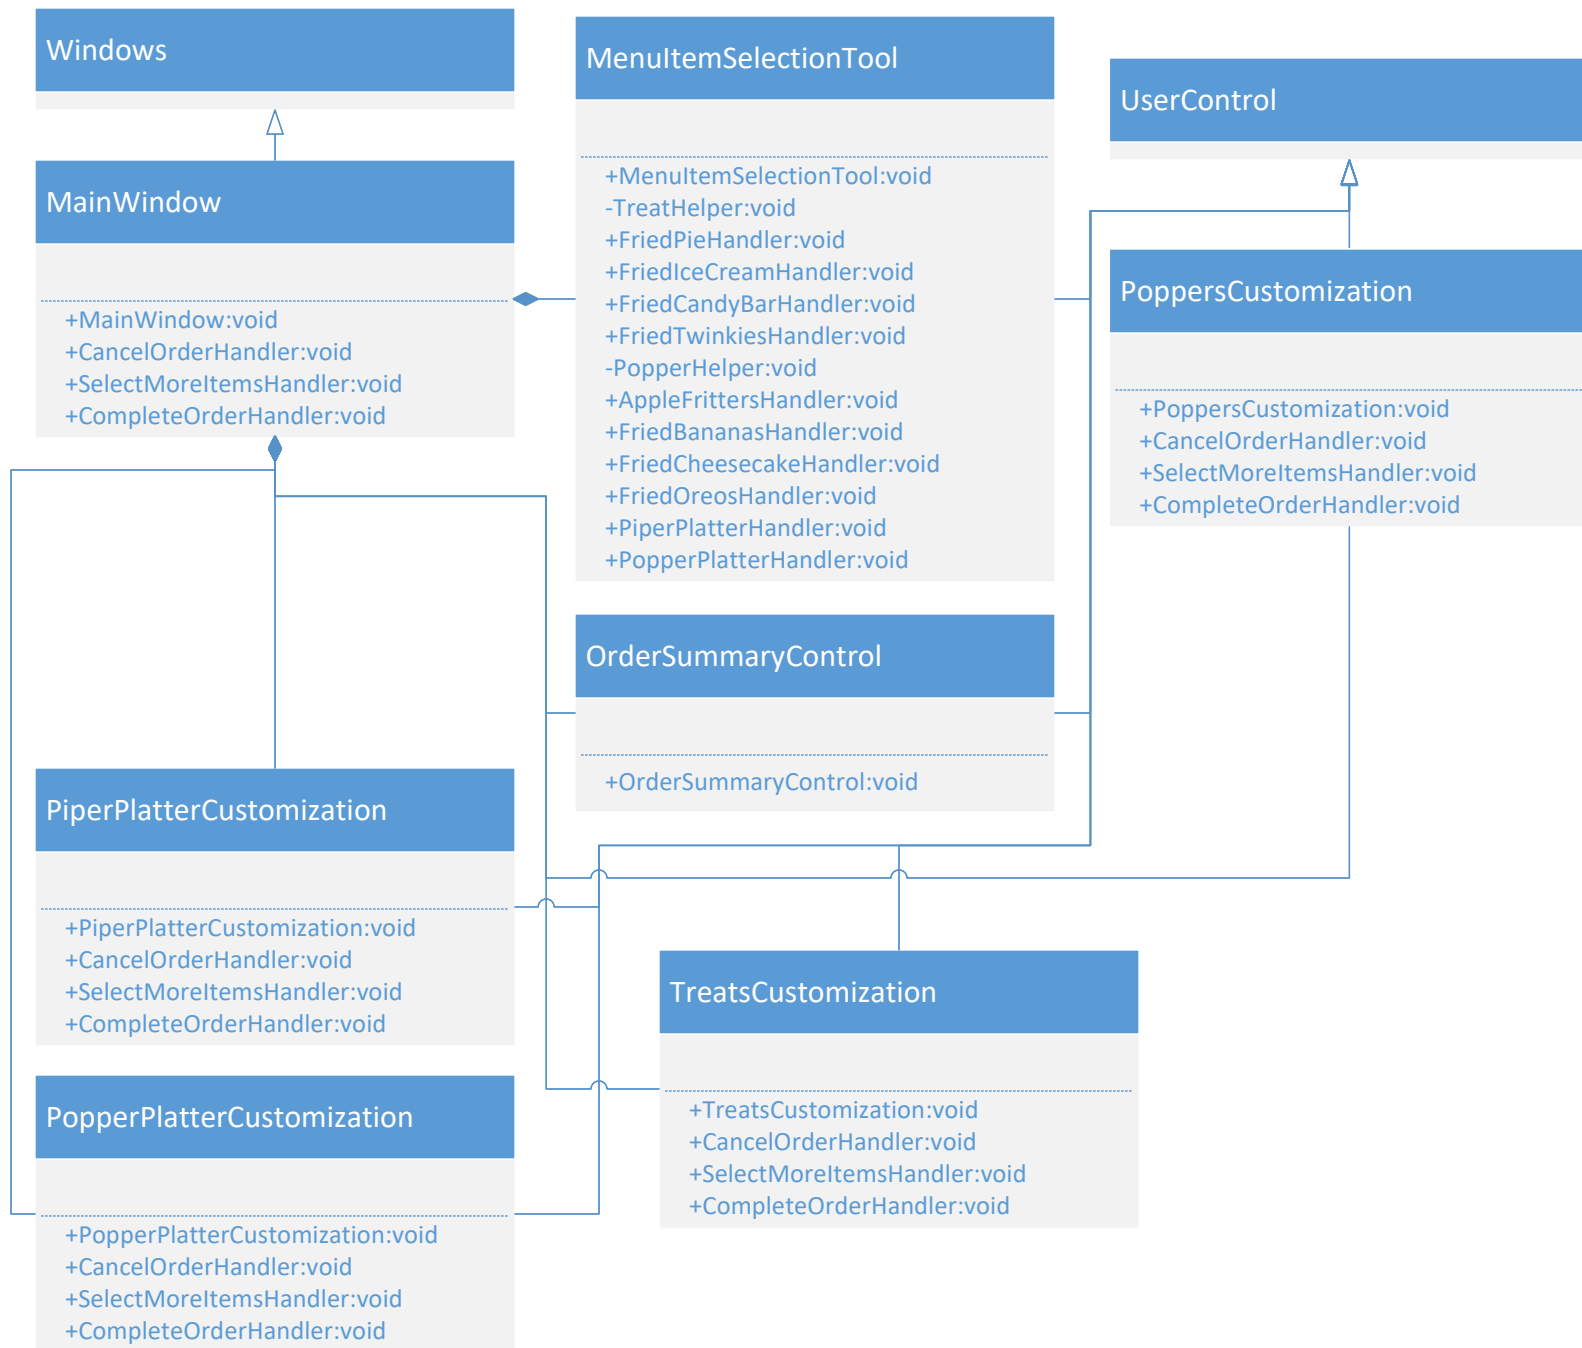 Windows
MainWindow
+MainWindow:void
+CancelOrderHandler:void
+SelectMoreItemsHandler:void
+CompleteOrderHandler:void
MenuItemSelectionTool
+MenuItemSelectionTool:void
-TreatHelper:void
+FriedPieHandler:void
+FriedIceCreamHandler:void
+FriedCandyBarHandler:void
+FriedTwinkiesHandler:void
-PopperHelper:void
+AppleFrittersHandler:void
+FriedBananasHandler:void
+FriedCheesecakeHandler:void
+FriedOreosHandler:void
+PiperPlatterHandler:void
+PopperPlatterHandler:void
UserControl
PoppersCustomization
+PoppersCustomization:void
+CancelOrderHandler:void
+SelectMoreItemsHandler:void
+CompleteOrderHandler:void
OrderSummaryControl
+OrderSummaryControl:void
PiperPlatterCustomization
+PiperPlatterCustomization:void
+CancelOrderHandler:void
+SelectMoreItemsHandler:void
+CompleteOrderHandler:void
TreatsCustomization
+TreatsCustomization:void
+CancelOrderHandler:void
+SelectMoreItemsHandler:void
+CompleteOrderHandler:void
PopperPlatterCustomization
+PopperPlatterCustomization:void
+CancelOrderHandler:void
+SelectMoreItemsHandler:void
+CompleteOrderHandler:void